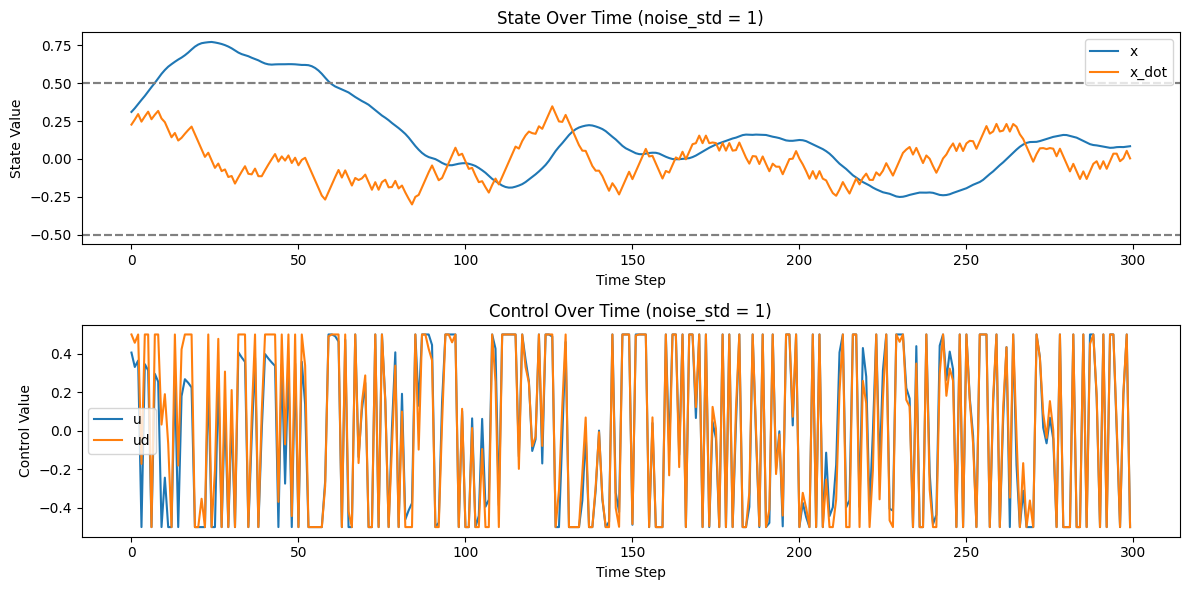 State Over Time (noise_std = 1)
State Value
0.75
0.50
0.25
0.00
−0.25
−0.50
x
x_dot
0
50
100
150
200
250
300
Time Step
Control Over Time (noise_std = 1)
Control Value
0.4
0.2
0.0
−0.2
−0.4
u
ud
0
50
100
150
200
250
300
Time Step